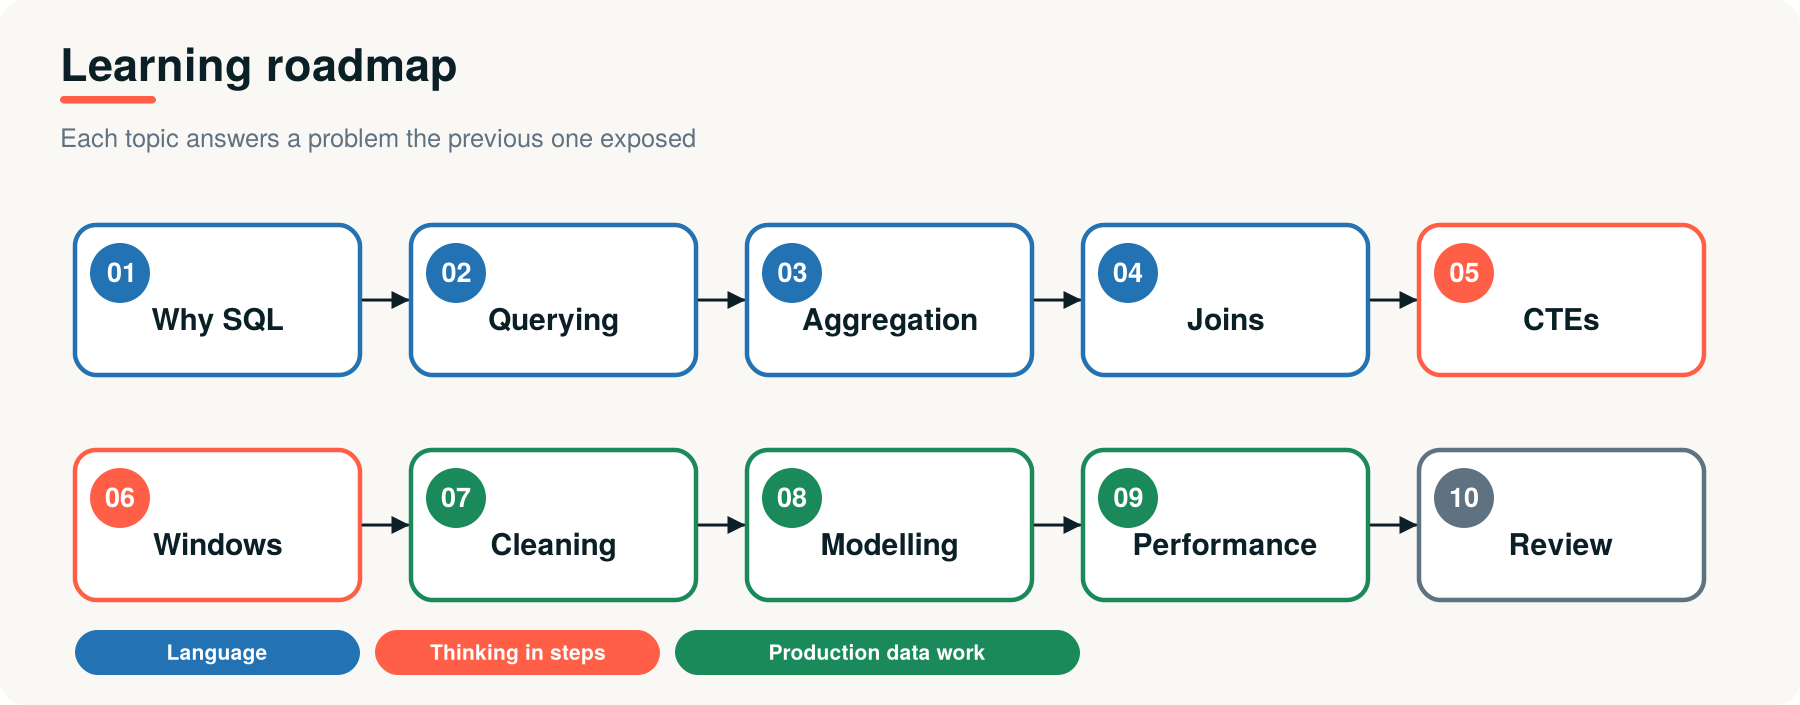 Learning roadmap
Each topic answers a problem the previous one exposed
01
Why SQL
02
Querying
03
Aggregation
04
Joins
05
CTEs
06
Windows
07
Cleaning
08
Modelling
09
Performance
10
Review
Language
Thinking in steps
Production data work